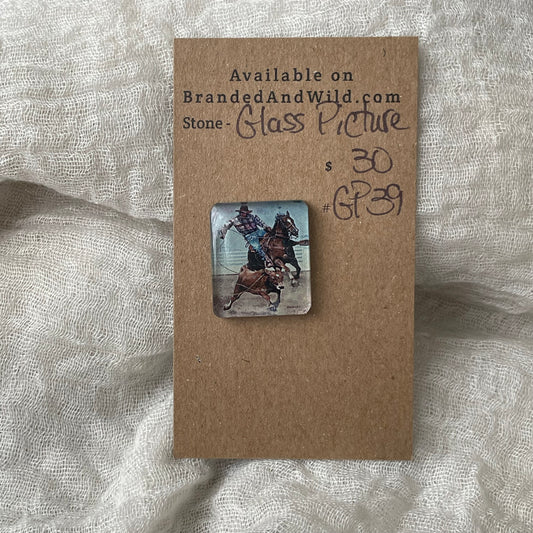 Available on
BrandedAndWild.com
Stone - Glass Picture
$ 30
# GP39